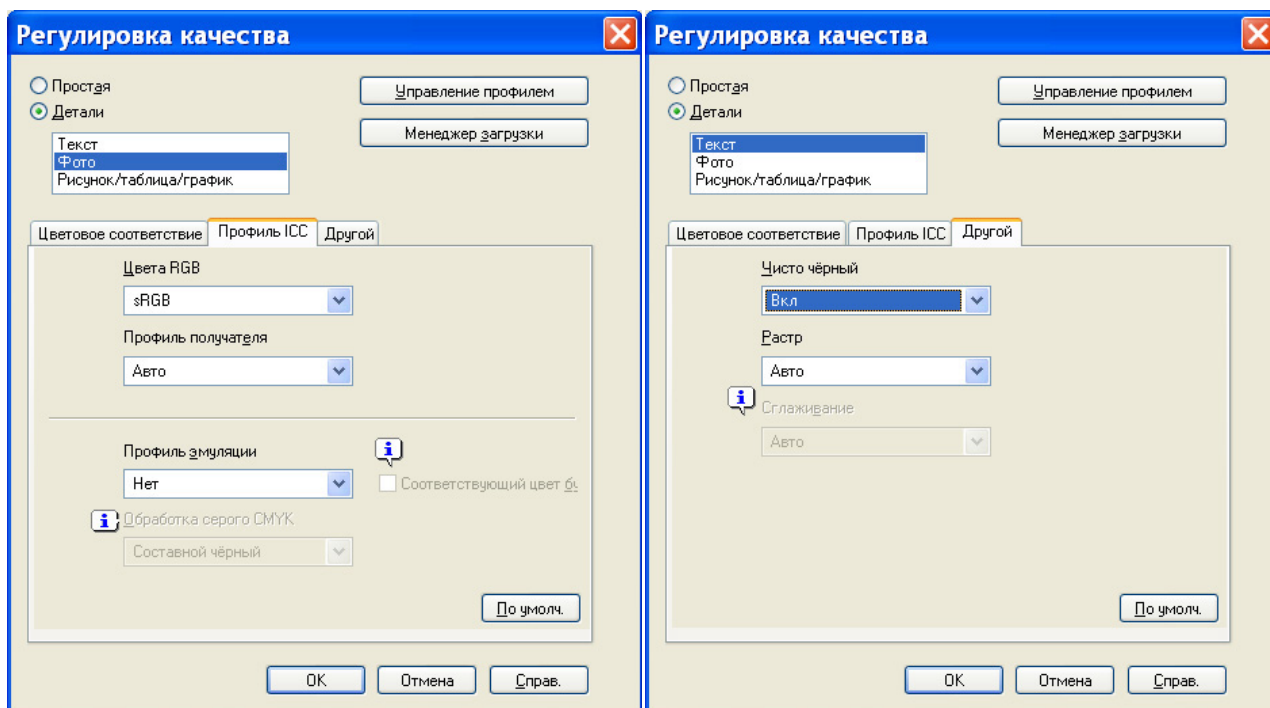 Регулировка качества
Простая
Детали
Управление профилем
Менеджер загрузки
Текст
Фото
Рисунок/таблица/график
Цветовое соответствие Профиль ICC Другой
Цвета RGB
sRGB
Профиль получателя
Авто
Профиль эмуляции
Нет
Соответствующий цвет
Обработка серого CMYK
Составной чёрный
По умолч.
OK Отмена Справ.
Регулировка качества
Простая
Детали
Управление профилем
Менеджер загрузки
Текст
Фото
Рисунок/таблица/график
Цветовое соответствие Профиль ICC Другой
Чисто чёрный
Вкл
Растр
Авто
Сглаживание
Авто
По умолч.
OK Отмена Справ.